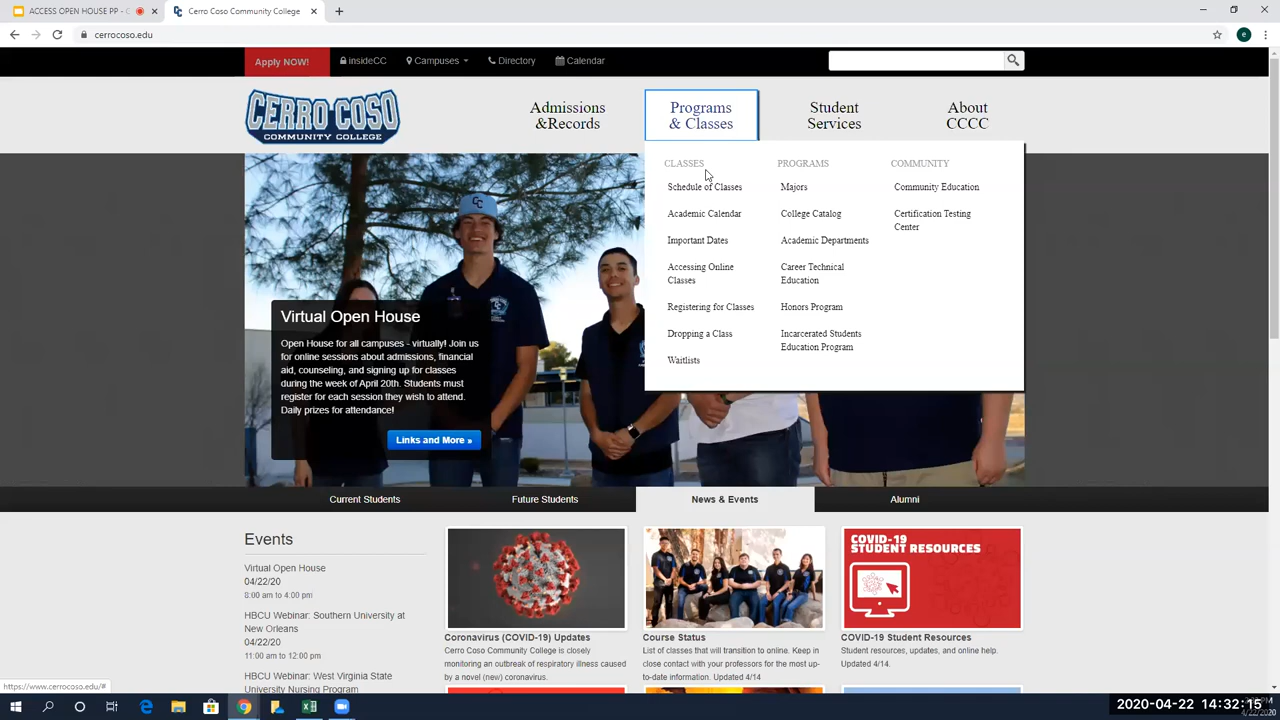 ACCESS OPEN HOUSE PP - G
Cerro Coso Community College
cerrocoso.edu
e
Apply NOW!
insideCC
Campuses
Directory
Calendar
CERRO COSO
COMMUNITY COLLEGE
Admissions
&Records
Programs
& Classes
Student
Services
About
CCCC
CLASSES
Schedule of Classes
Academic Calendar
Important Dates
Accessing Online
Classes
Registering for Classes
Dropping a Class
Waitlists
PROGRAMS
Majors
College Catalog
Academic Departments
Career Technical
Education
Honors Program
Incarcerated Students
Education Program
COMMUNITY
Community Education
Certification Testing
Center
CC
Virtual Open House
Open House for all campuses - virtually! Join us
for online sessions about admissions, financial
aid, counseling, and signing up for classes
during the week of April 20th. Students must
register for each session they wish to attend.
Daily prizes for attendance!
Links and More »
Current Students
Future Students
News & Events
Alumni
Events
Virtual Open House
04/22/20
8:00 am to 4:00 pm
HBCU Webinar: Southern University at
New Orleans
04/22/20
11:00 am to 12:00 pm
HBCU Webinar: West Virginia State
University Nursing Program
Coronavirus (COVID-19) Updates
Cerro Coso Community College is closely
monitoring an outbreak of respiratory illness caused
by a novel (new) coronavirus.
Course Status
List of classes that will transition to online. Keep in
close contact with your professors for the most up-
to-date information. Updated 4/14
COVID-19
STUDENT RESOURCES
COVID-19 Student Resources
Student resources, updates, and online help.
Updated 4/14.
https://www.cerrocoso.edu/#
2020-04-22 14:32:15
4/22/2020